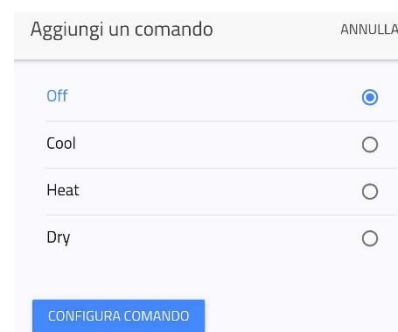 Aggiungi un comando ANNULLA
Off
Cool
Heat
Dry
CONFIGURA COMANDO